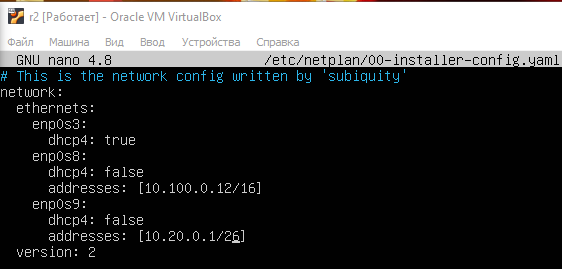 r2 [Работает] - Oracle VM VirtualBox
Файл Машина Вид Ввод Устройства Справка
GNU nano 4.8 /etc/netplan/00-installer-config.yaml
# This is the network config written by 'subiquity'
network:
  ethernets:
    enp0s3:
      dhcp4: true
    enp0s8:
      dhcp4: false
      addresses: [10.100.0.12/16]
    enp0s9:
      dhcp4: false
      addresses: [10.20.0.1/26]
  version: 2